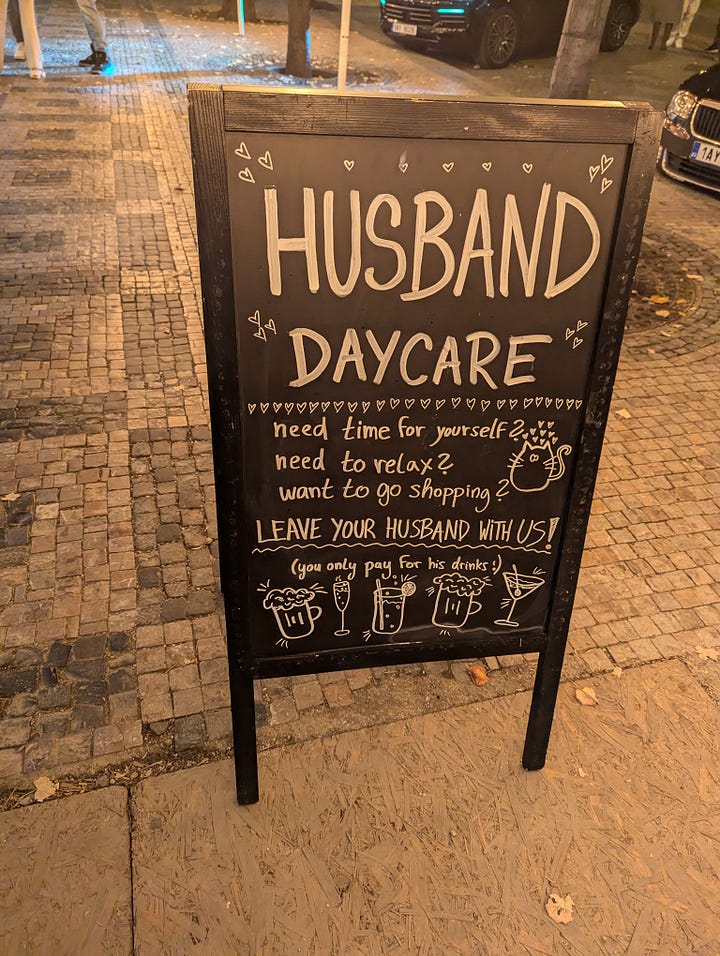 HUSBAND
DAYCARE
need time for yourself?
need to relax?
want to go shopping?
LEAVE YOUR HUSBAND WITH US!
(you only pay for his drinks:)
1AY